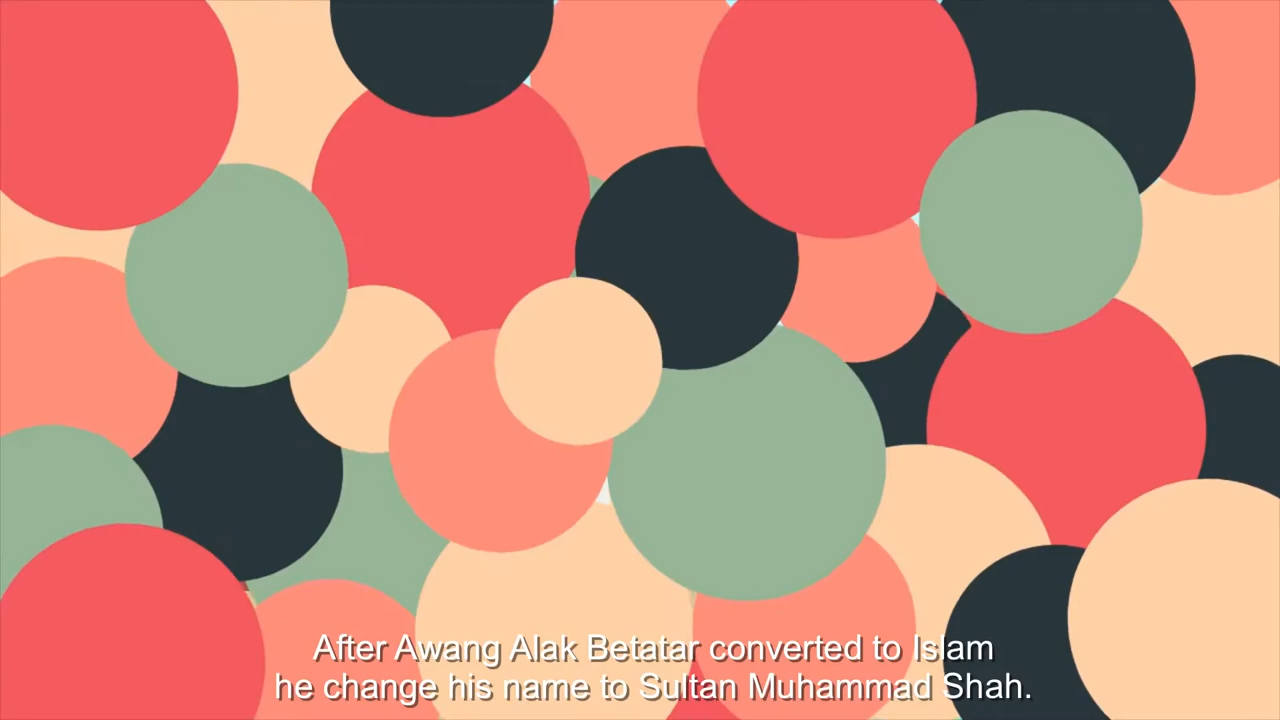 After Awang Alak Betatar converted to Islam
he change his name to Sultan Muhammad Shah.